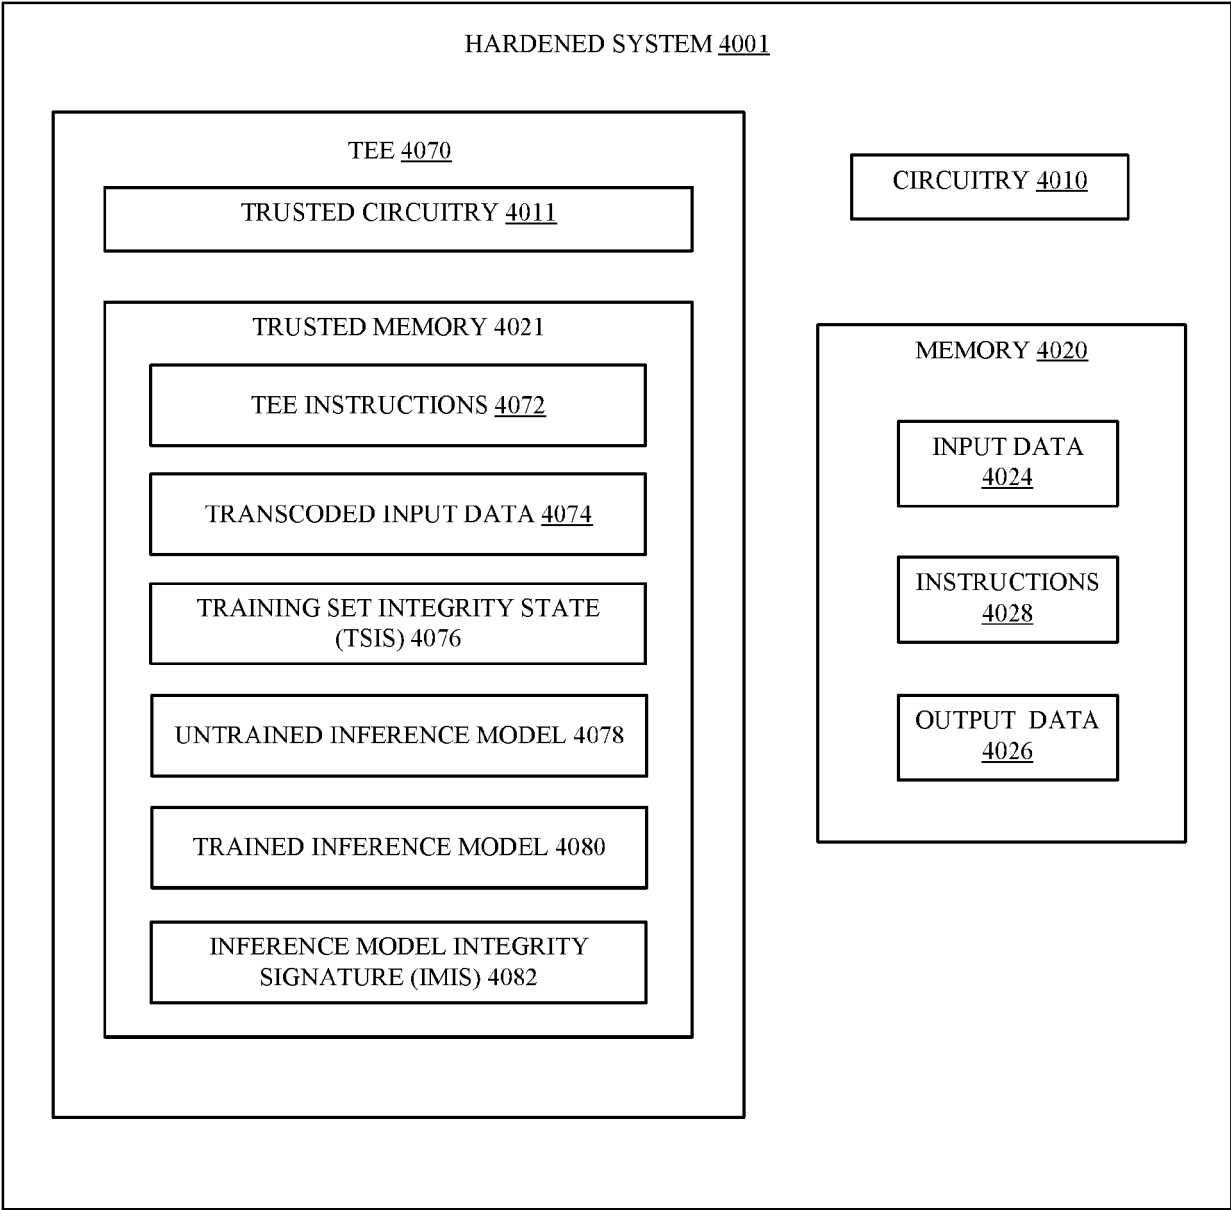 HARDENED SYSTEM 4001
TEE 4070
TRUSTED CIRCUITRY 4011
TRUSTED MEMORY 4021
TEE INSTRUCTIONS 4072
TRANSCODED INPUT DATA 4074
TRAINING SET INTEGRITY STATE
(TSIS) 4076
UNTRAINED INFERENCE MODEL 4078
TRAINED INFERENCE MODEL 4080
INFERENCE MODEL INTEGRITY
SIGNATURE (IMIS) 4082
CIRCUITRY 4010
MEMORY 4020
INPUT DATA
4024
INSTRUCTIONS
4028
OUTPUT DATA
4026